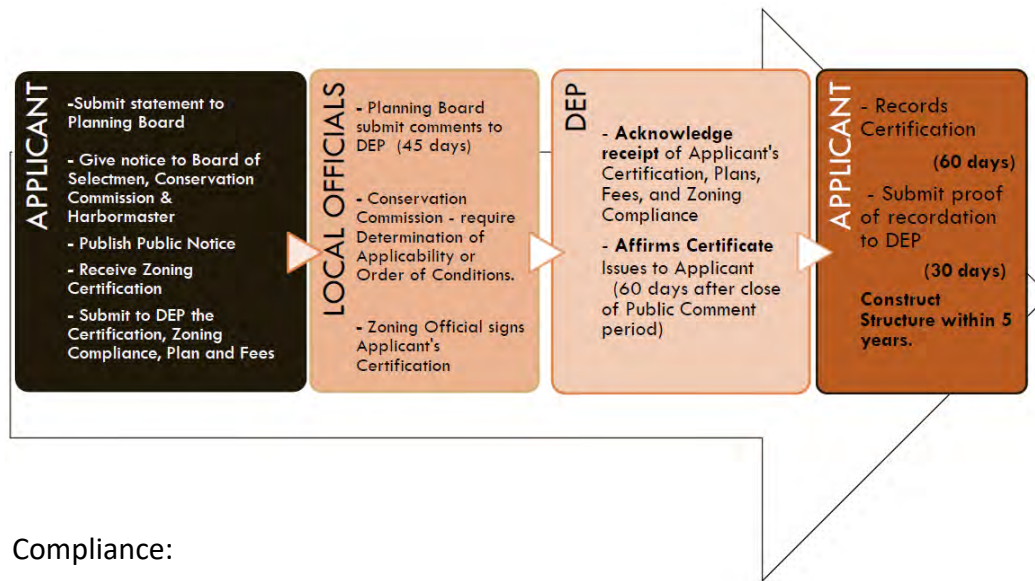 APPLICANT
-Submit statement to
Planning Board
- Give notice to Board of
Selectmen, Conservation
Commission &
Harbormaster
- Publish Public Notice
- Receive Zoning
Certification
- Submit to DEP the
Certification, Zoning
Compliance, Plan and Fees
LOCAL OFFICIALS
- Planning Board
submit comments to
DEP (45 days)
- Conservation
Commission - require
Determination of
Applicability or
Order of Conditions.
- Zoning Official signs
Applicant's
Certification
DEP
- Acknowledge
receipt of Applicant's
Certification, Plans,
Fees, and Zoning
Compliance
- Affirms Certificate
Issues to Applicant
(60 days after close
of Public Comment
period)
APPLICANT
- Records
Certification
(60 days)
- Submit proof
of recordation
to DEP
(30 days)
Construct
Structure within 5
years.
Compliance: